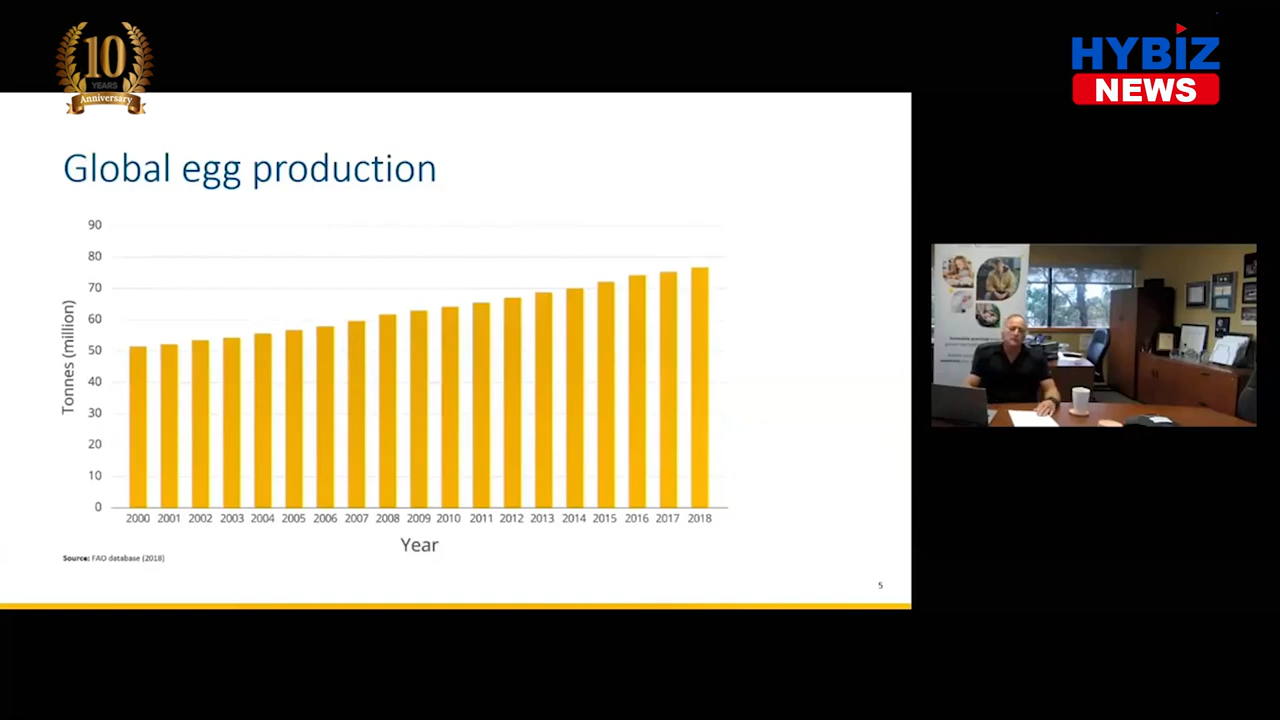 10
YEARS
Anniversary
HYBIZ
NEWS
Global egg production
90
80
70
60
50
40
30
20
10
0
Tonnes (million)
2000 2001 2002 2003 2004 2005 2006 2007 2008 2009 2010 2011 2012 2013 2014 2015 2016 2017 2018
Year
Source: FAO database (2018)
5